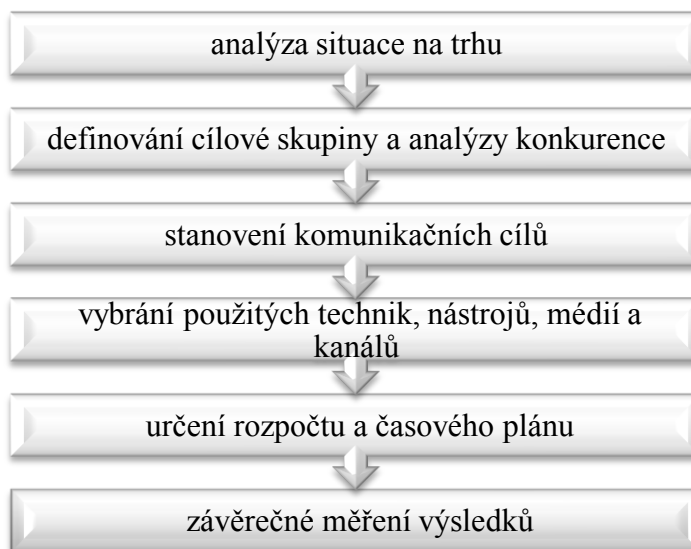 analýza situace na trhu
definování cílové skupiny a analýzy konkurence
stanovení komunikačních cílů
vybrání použitých technik, nástrojů, médií a
kanálů
určení rozpočtu a časového plánu
závěrečné měření výsledků